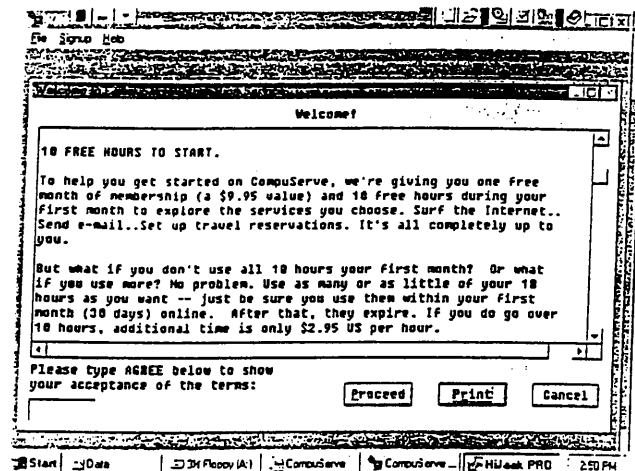 File Signup Help
Welcome!
10 FREE HOURS TO START.
To help you get started on CompuServe, we're giving you one free
month of membership (a $9.95 value) and 10 free hours during your
first month to explore the services you choose. Surf the Internet..
Send e-mail..Set up travel reservations. It's all completely up to
you.
But what if you don't use all 10 hours your first month?  Or what
if you use more? No problem. Use as many or as little of your 10
hours as you want -- just be sure you use them within your first
month (30 days) online.  After that, they expire. If you do go over
10 hours, additional time is only $2.95 US per hour.
Please type AGREE below to show
your acceptance of the terms:
Proceed Print Cancel
Start Data 3½ Floppy (A:) CompuServe CompuServe ... HiJaak PRO 2:50 PM